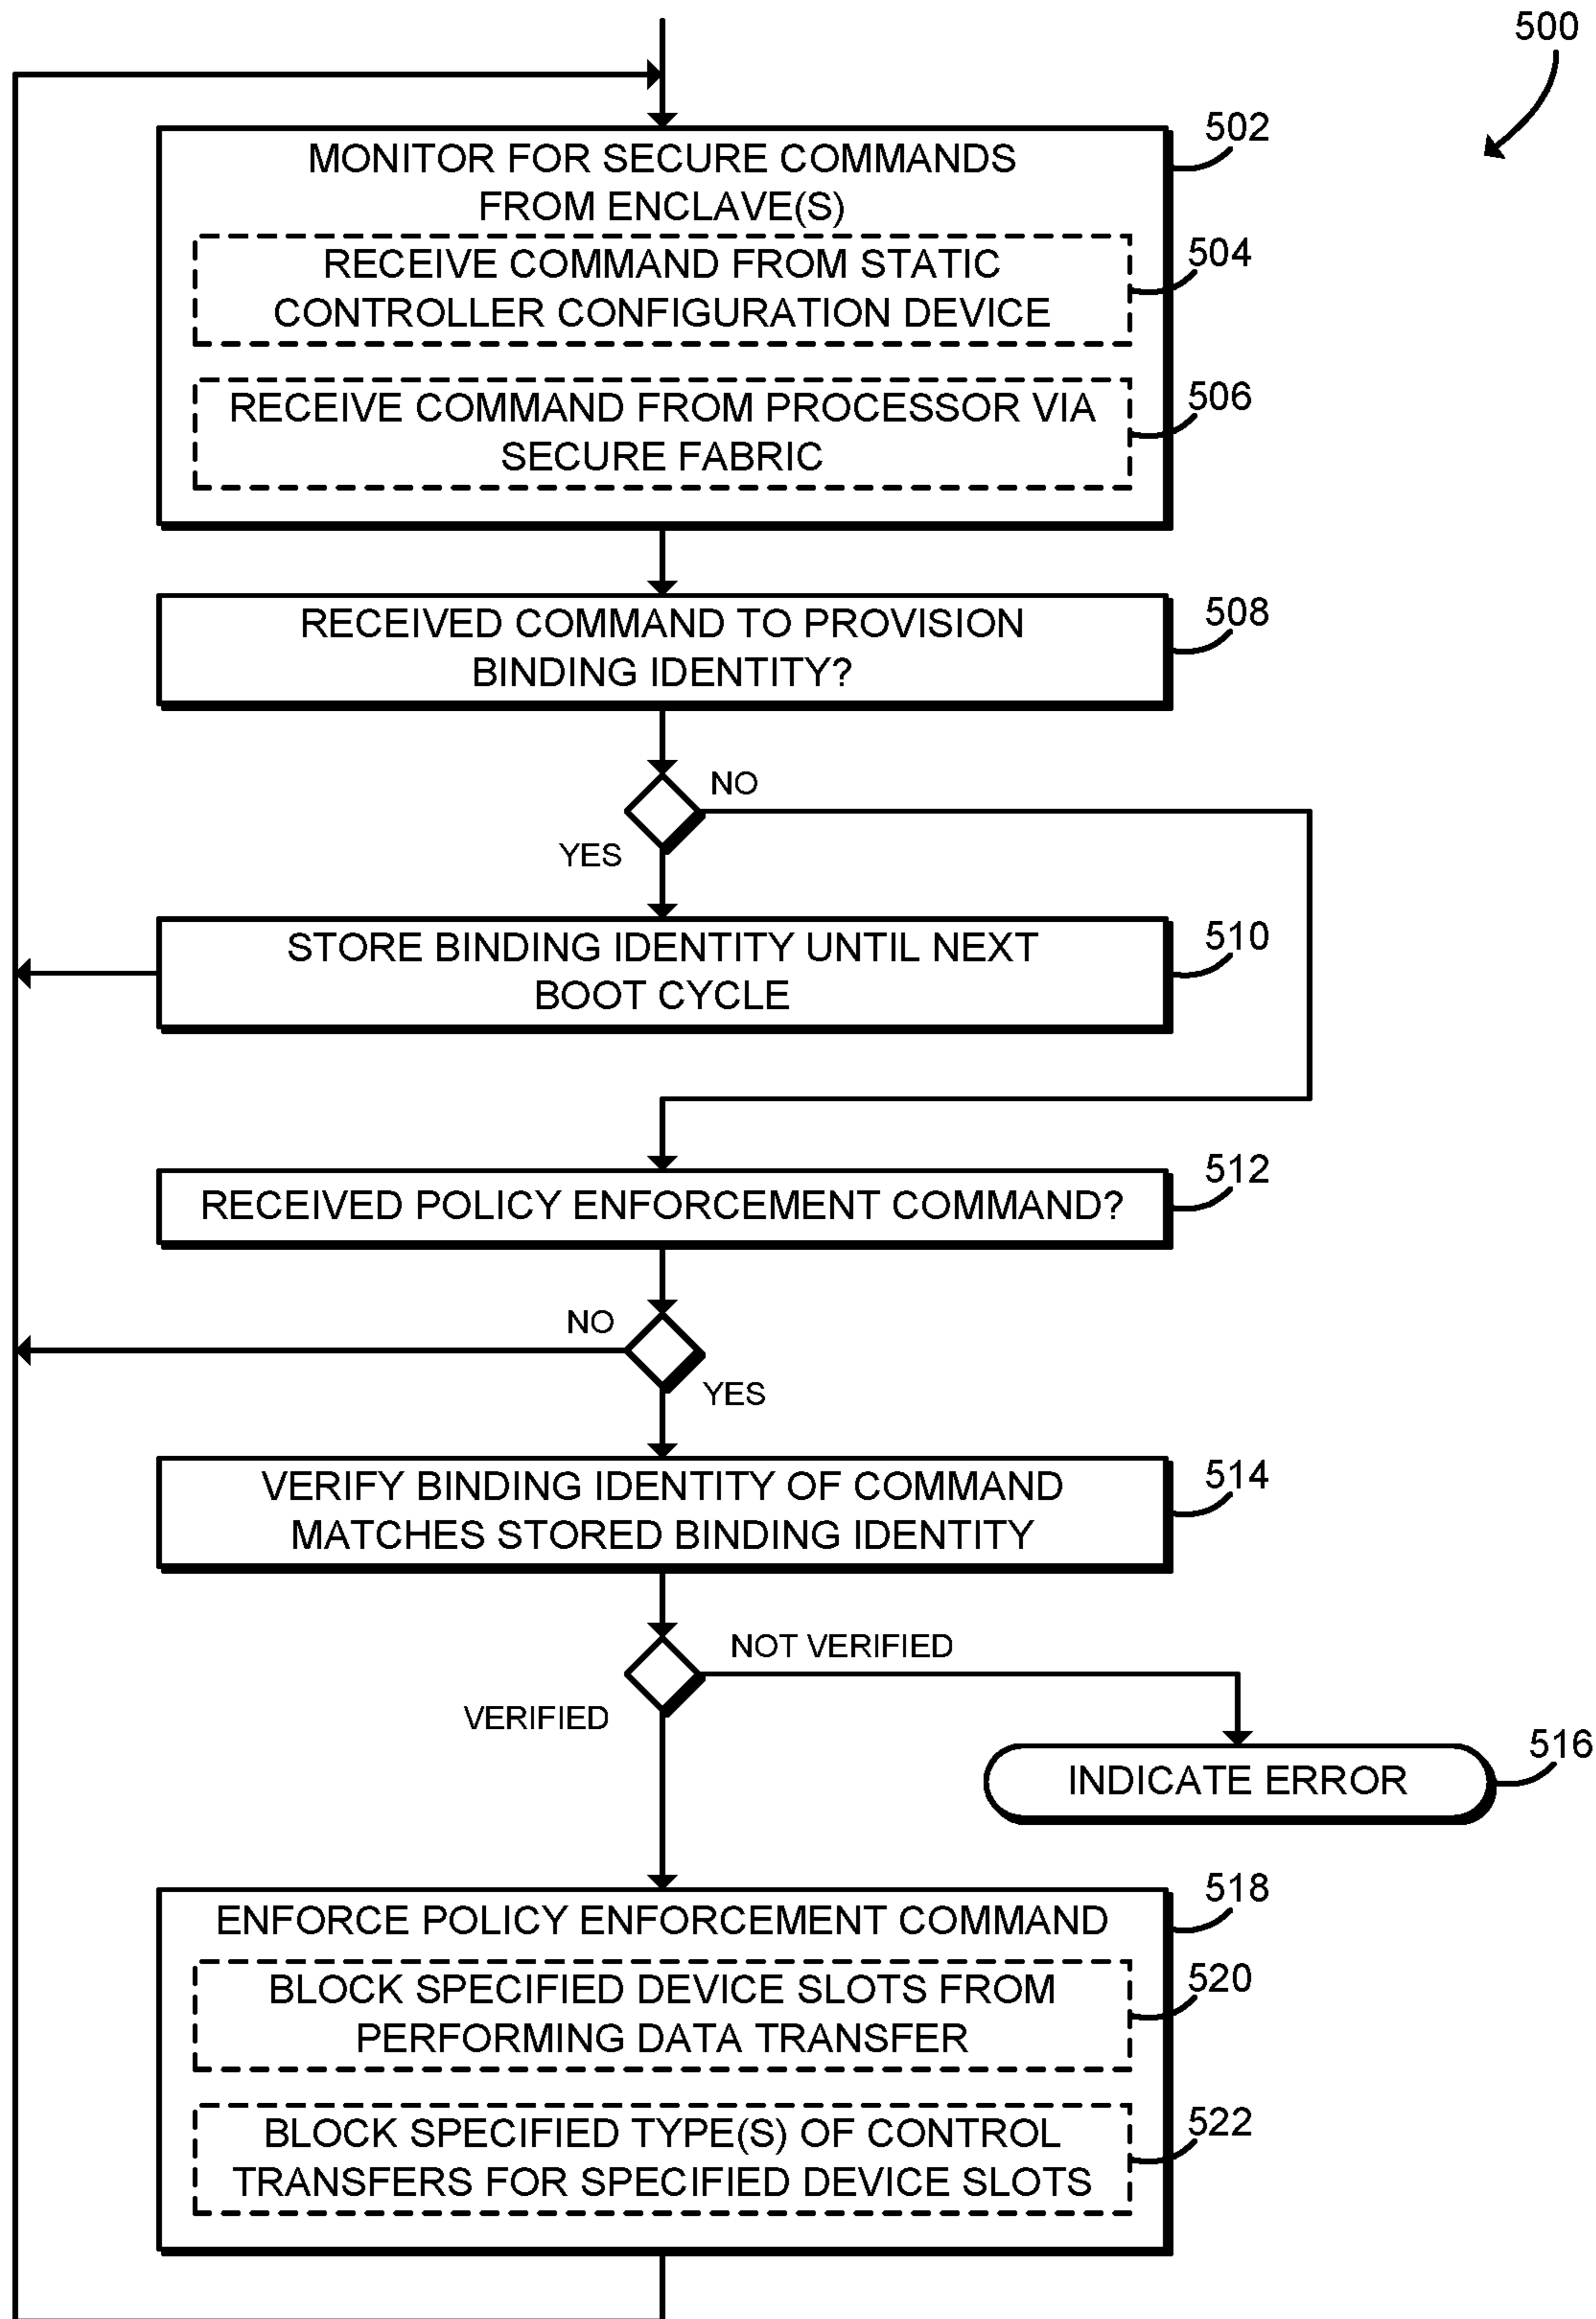 500
502
MONITOR FOR SECURE COMMANDS
FROM ENCLAVE(S)
RECEIVE COMMAND FROM STATIC
CONTROLLER CONFIGURATION DEVICE
504
RECEIVE COMMAND FROM PROCESSOR VIA
SECURE FABRIC
506
RECEIVED COMMAND TO PROVISION
BINDING IDENTITY?
508
NO
YES
STORE BINDING IDENTITY UNTIL NEXT
BOOT CYCLE
510
RECEIVED POLICY ENFORCEMENT COMMAND?
512
NO
YES
VERIFY BINDING IDENTITY OF COMMAND
MATCHES STORED BINDING IDENTITY
514
NOT VERIFIED
VERIFIED
INDICATE ERROR
516
518
ENFORCE POLICY ENFORCEMENT COMMAND
BLOCK SPECIFIED DEVICE SLOTS FROM
PERFORMING DATA TRANSFER
520
BLOCK SPECIFIED TYPE(S) OF CONTROL
TRANSFERS FOR SPECIFIED DEVICE SLOTS
522